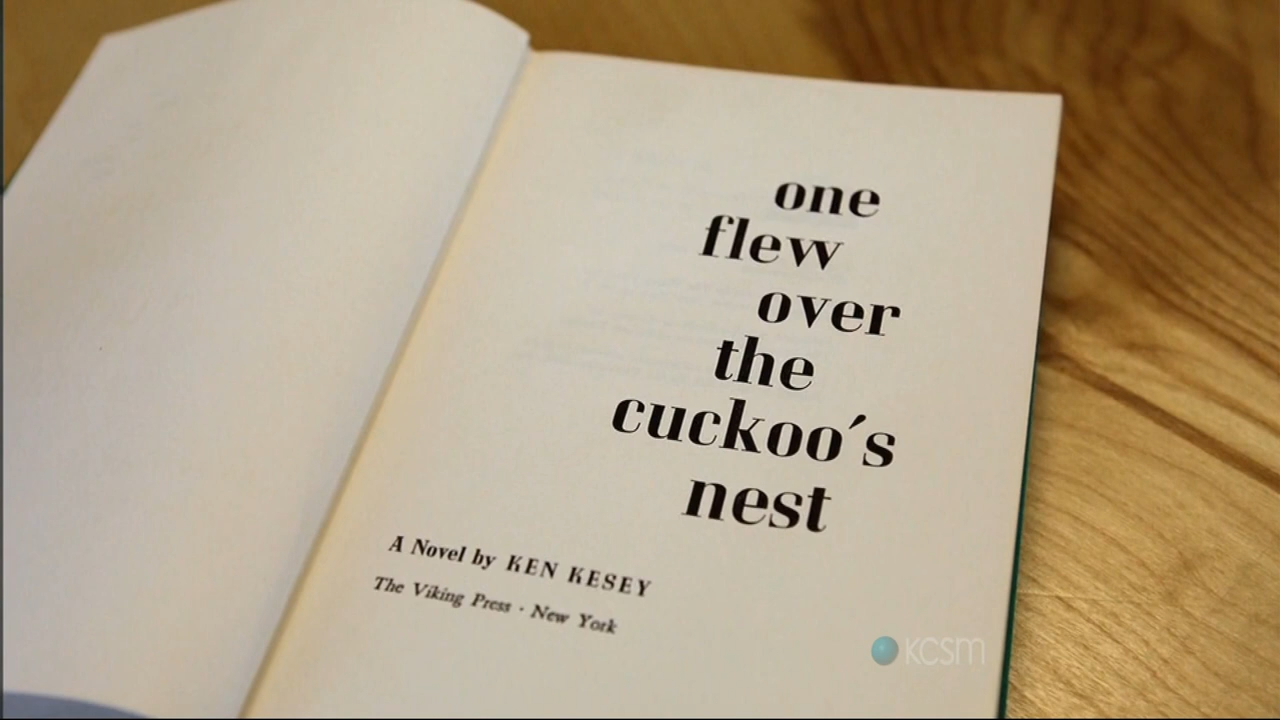 one
flew
over
the
cuckoo's
nest
A Novel by KEN KESEY
The Viking Press · New York
KCSM